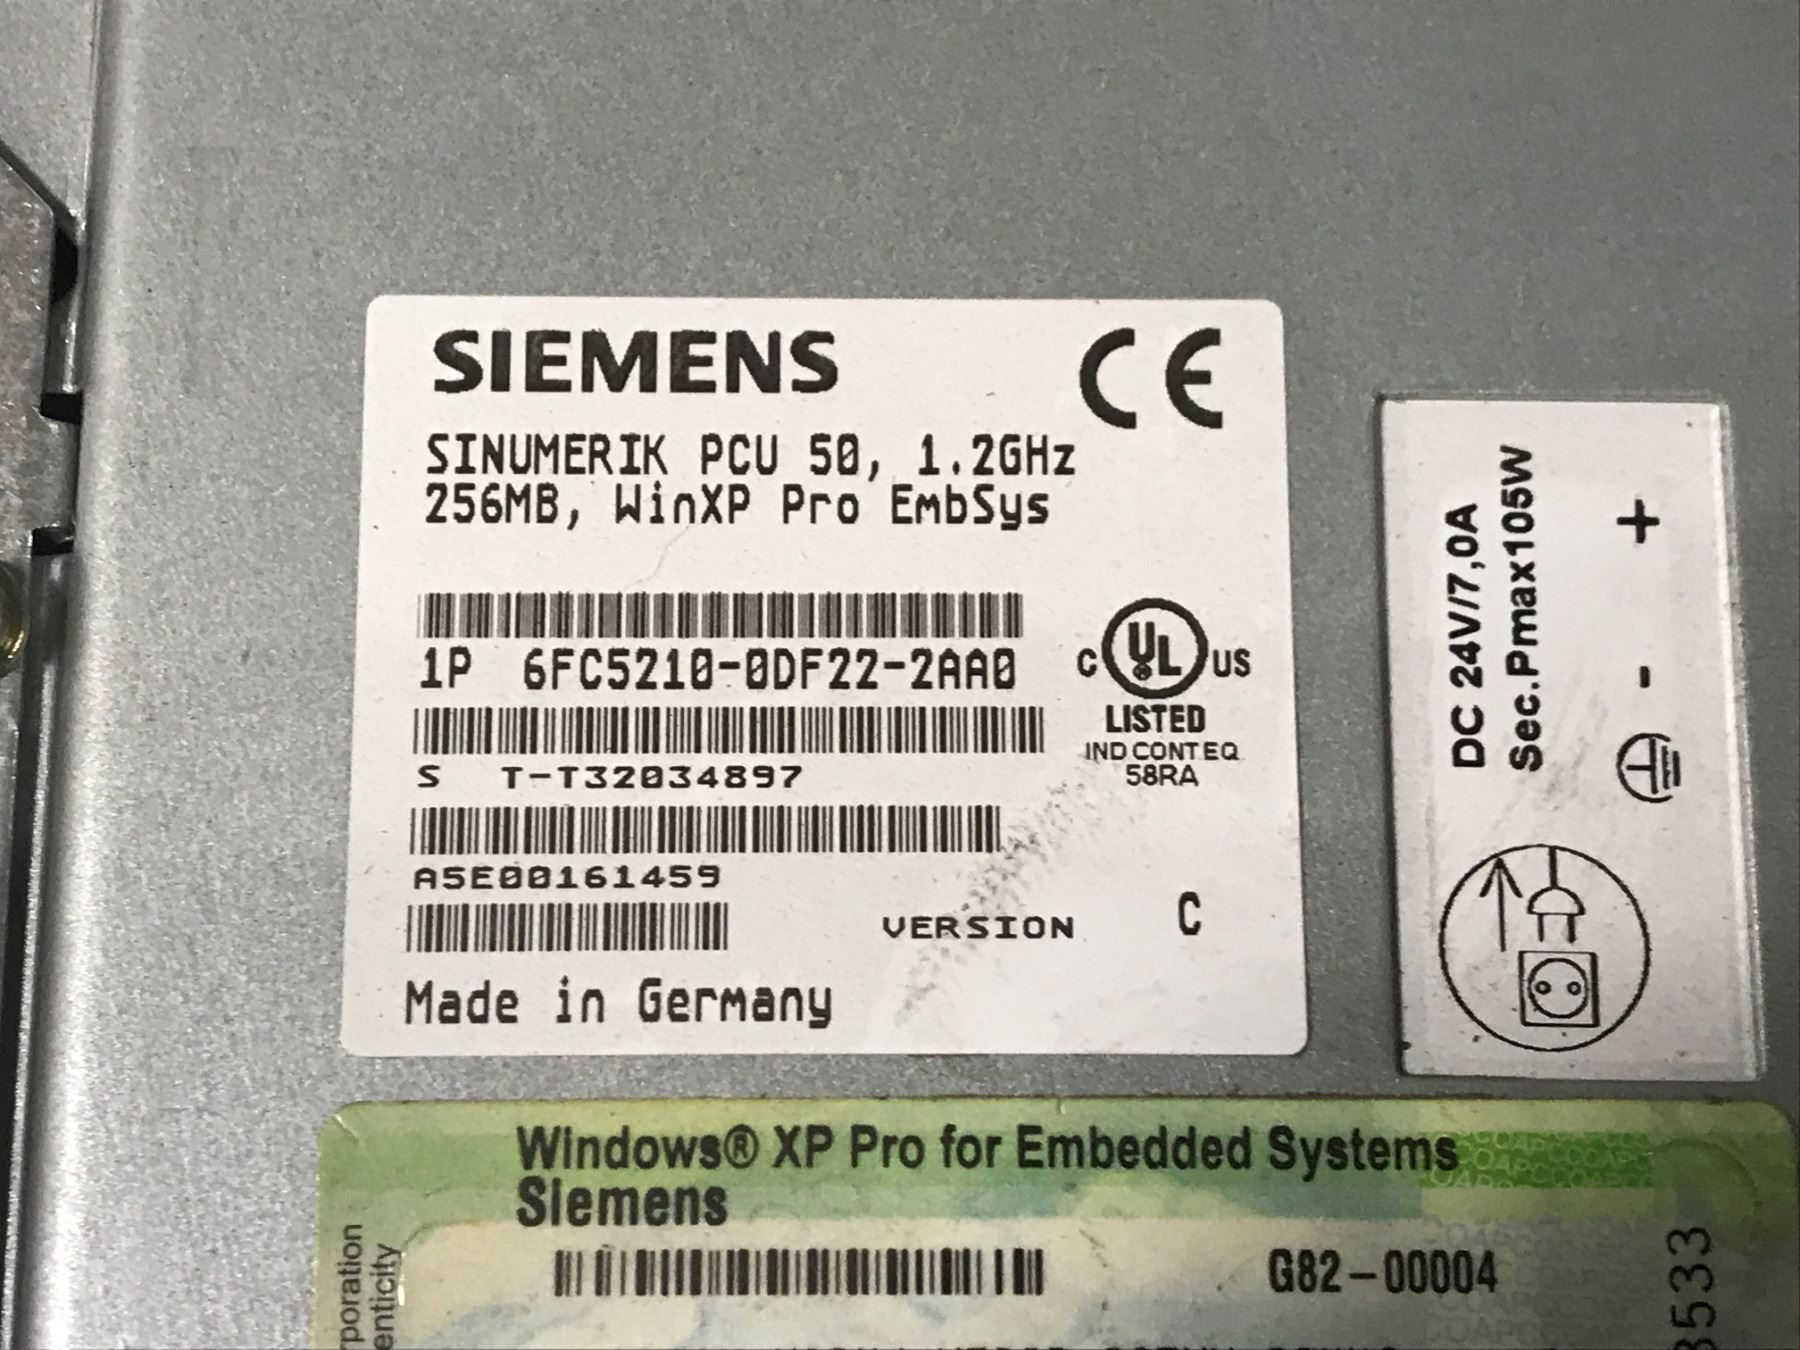 SIEMENS
CE
SINUMERIK PCU 50, 1.2GHz
256MB, WinXP Pro EmbSys
1P 6FC5210-0DF22-2AA0
C UL US
LISTED
IND CONT EQ
58RA
S T-T32034897
A5E00161459
VERSION C
Made in Germany
DC 24V/7,0A
Sec.Pmax105W
+
-
Windows® XP Pro for Embedded Systems
Siemens
G82-00004